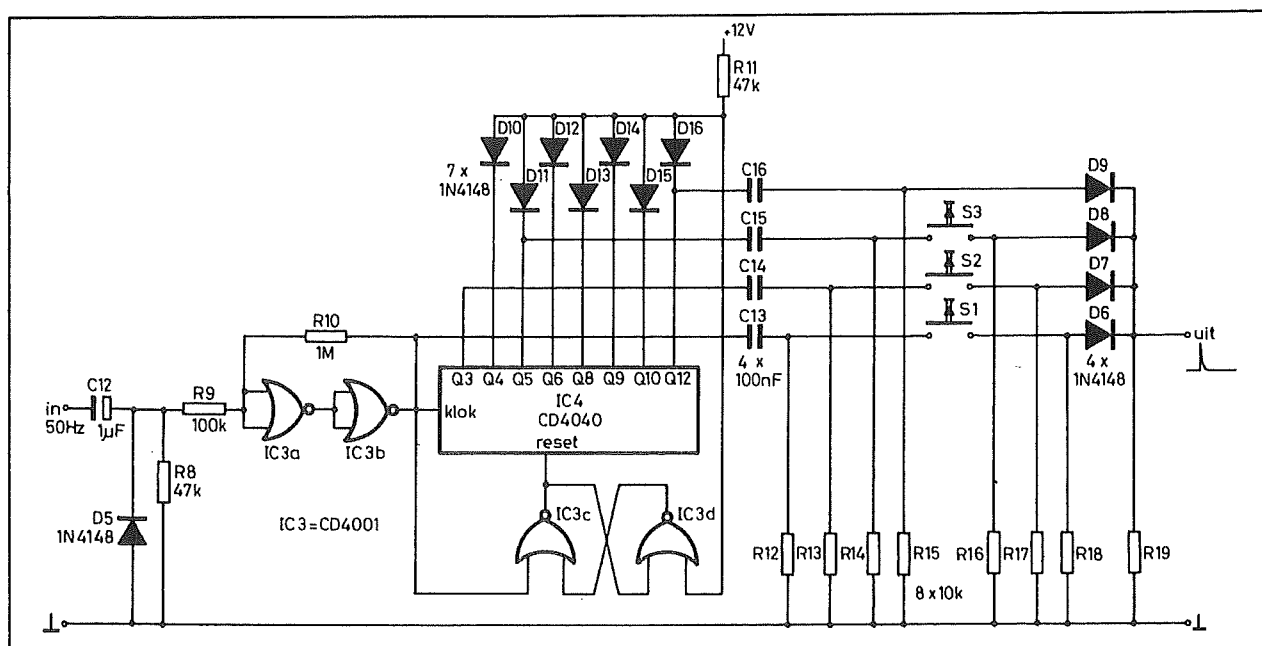 +12V
R11
47k
D10
D12
D14
D16
7 x
1N4148
D11
D13
D15
C16
D9
C15
S3
D8
C14
S2
D7
R10
1M
C13
S1
D6
4 x
100nF
4 x
1N4148
uit
Q3 Q4 Q5 Q6 Q8 Q9 Q10 Q12
IC4
CD4040
klok
reset
C12
in
50Hz
1µF
R9
100k
IC3a
IC3b
R8
47k
D5
1N4148
IC3=CD4001
IC3c
IC3d
R12
R13
R14
R15
R16
R17
R18
R19
8 x 10k